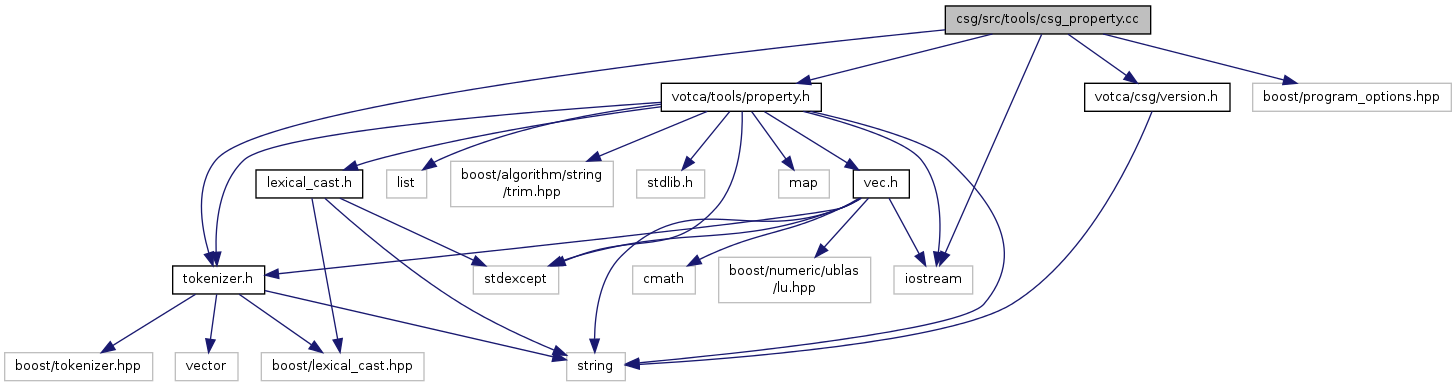 csg/src/tools/csg_property.cc
votca/tools/property.h
votca/csg/version.h
boost/program_options.hpp
lexical_cast.h
list
boost/algorithm/string
/trim.hpp
stdlib.h
map
vec.h
tokenizer.h
stdexcept
cmath
boost/numeric/ublas
/lu.hpp
iostream
boost/tokenizer.hpp
vector
boost/lexical_cast.hpp
string